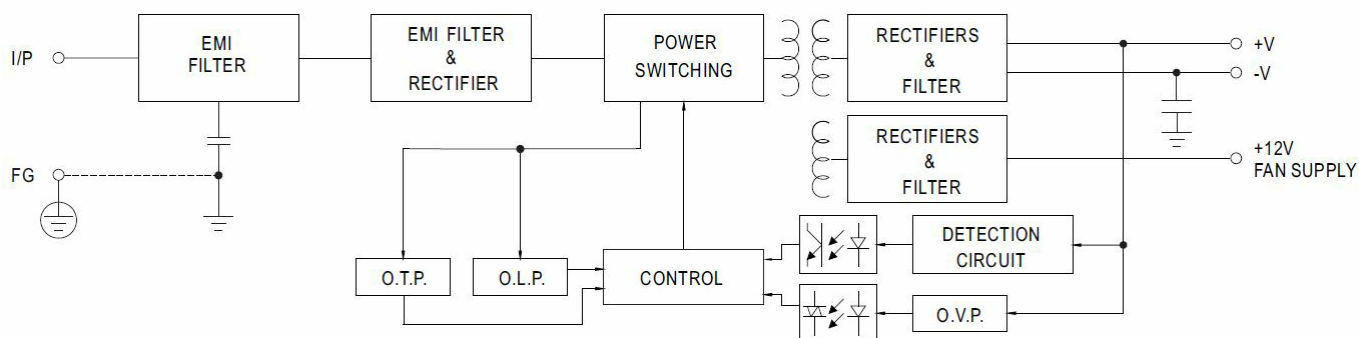 I/P
EMI
FILTER
EMI FILTER
&
RECTIFIER
POWER
SWITCHING
RECTIFIERS
&
FILTER
+V
-V
RECTIFIERS
&
FILTER
+12V
FAN SUPPLY
FG
O.T.P.
O.L.P.
CONTROL
DETECTION
CIRCUIT
O.V.P.